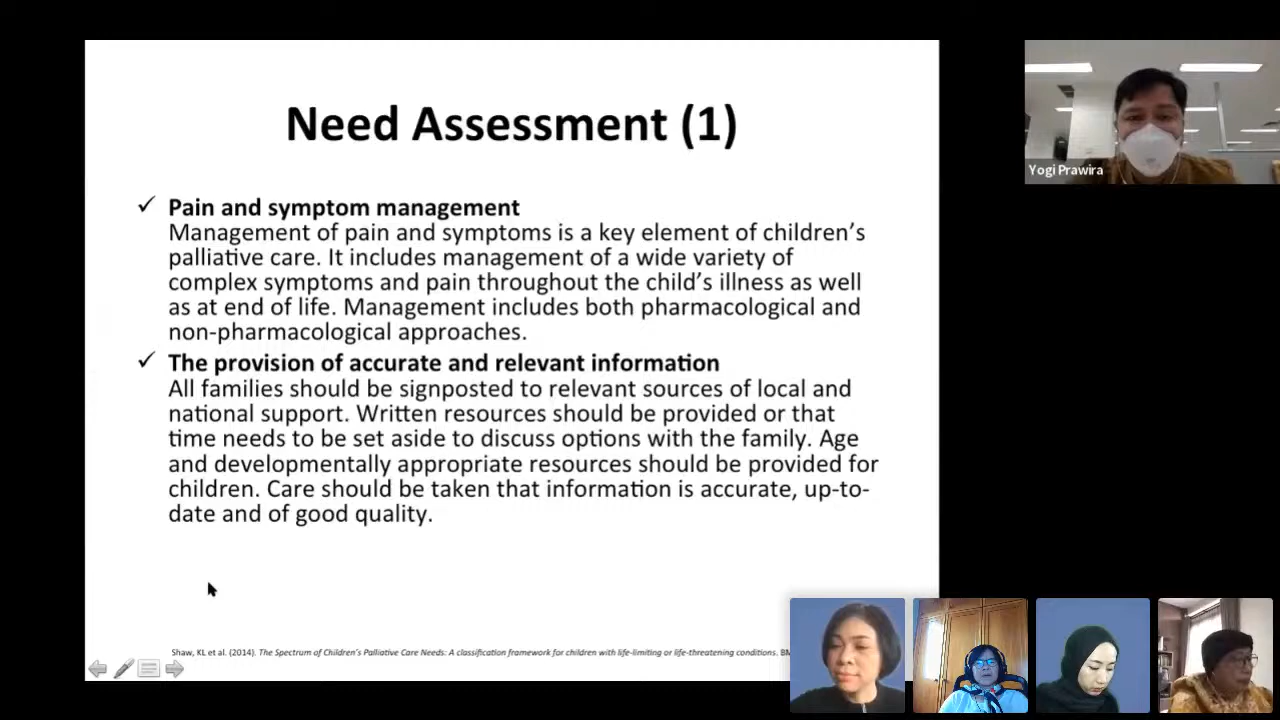 Need Assessment (1)
✓ Pain and symptom management
Management of pain and symptoms is a key element of children’s
palliative care. It includes management of a wide variety of
complex symptoms and pain throughout the child’s illness as well
as at end of life. Management includes both pharmacological and
non-pharmacological approaches.
✓ The provision of accurate and relevant information
All families should be signposted to relevant sources of local and
national support. Written resources should be provided or that
time needs to be set aside to discuss options with the family. Age
and developmentally appropriate resources should be provided for
children. Care should be taken that information is accurate, up-to-
date and of good quality.
Shaw, KL et al. (2014). The Spectrum of Children’s Palliative Care Needs: A classification framework for children with life-limiting or life-threatening conditions. BM
Yogi Prawira